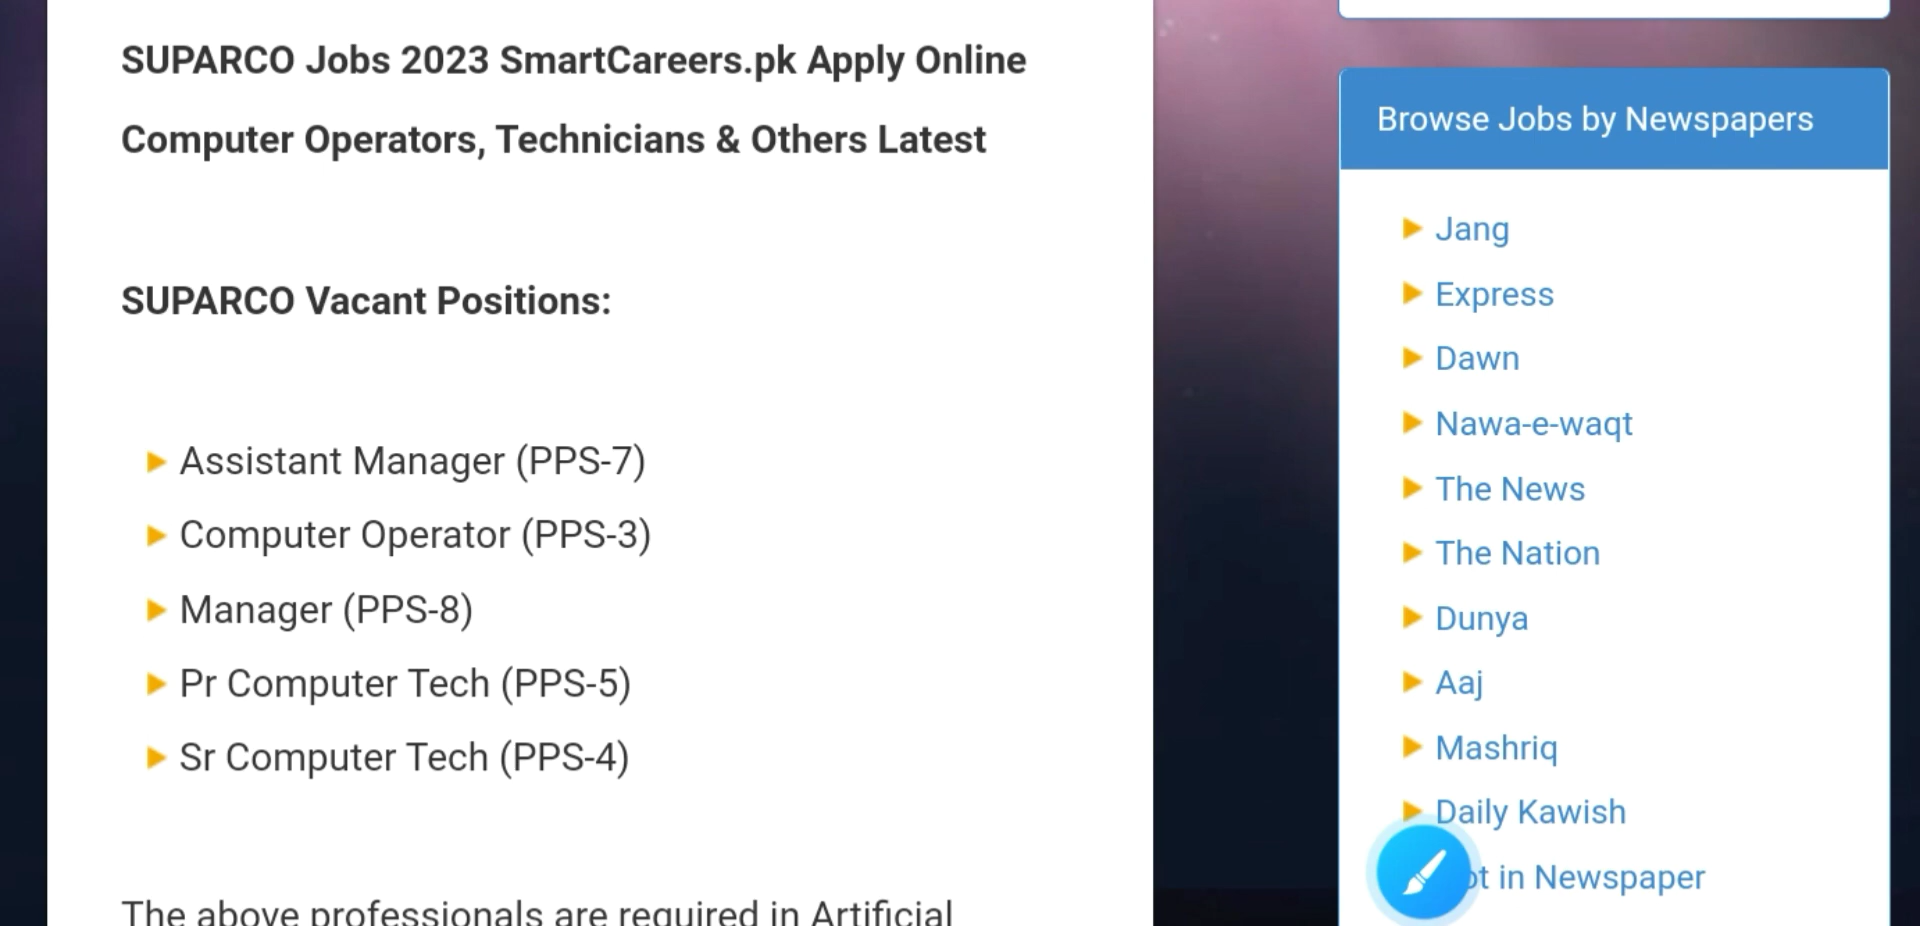 SUPARCO Jobs 2023 SmartCareers.pk Apply Online
Computer Operators, Technicians & Others Latest
SUPARCO Vacant Positions:
Assistant Manager (PPS-7)
Computer Operator (PPS-3)
Manager (PPS-8)
Pr Computer Tech (PPS-5)
Sr Computer Tech (PPS-4)
The above professionals are required in Artificial
Browse Jobs by Newspapers
Jang
Express
Dawn
Nawa-e-waqt
The News
The Nation
Dunya
Aaj
Mashriq
Daily Kawish
in Newspaper